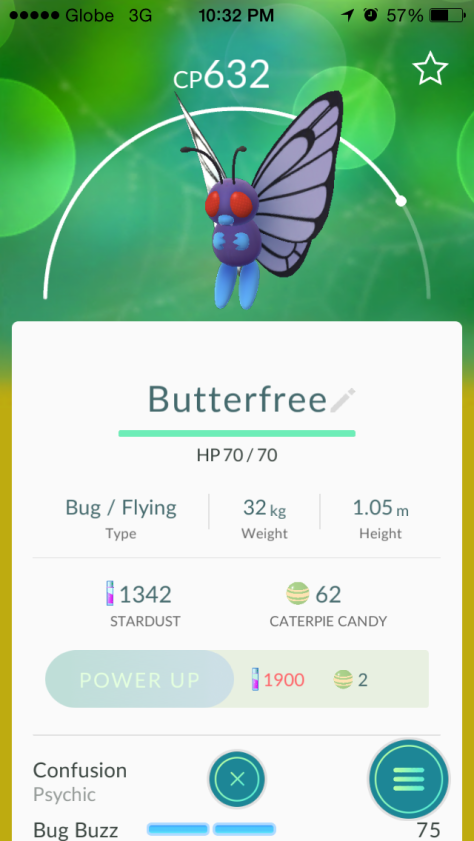 Globe 3G 10:32 PM 57%
CP632
Butterfree
HP 70 / 70
Bug / Flying 32 kg 1.05 m
Type Weight Height
1342 62
STARDUST CATERPIE CANDY
POWER UP 1900 2
Confusion
Psychic
Bug Buzz 75